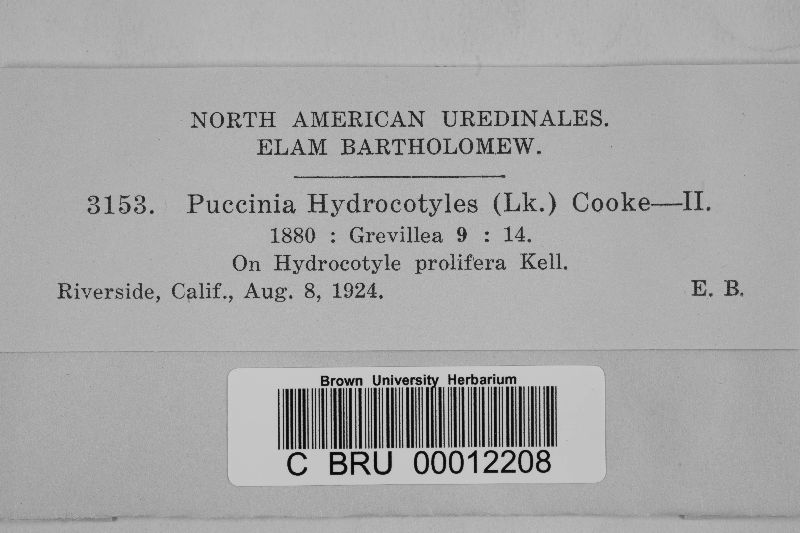 NORTH AMERICAN UREDINALES.
ELAM BARTHOLOMEW.
3153. Puccinia Hydrocotyles (Lk.) Cooke—II.
1880 : Grevillea 9 : 14.
On Hydrocotyle prolifera Kell.
Riverside, Calif., Aug. 8, 1924. E. B.
Brown University Herbarium
C BRU 00012208